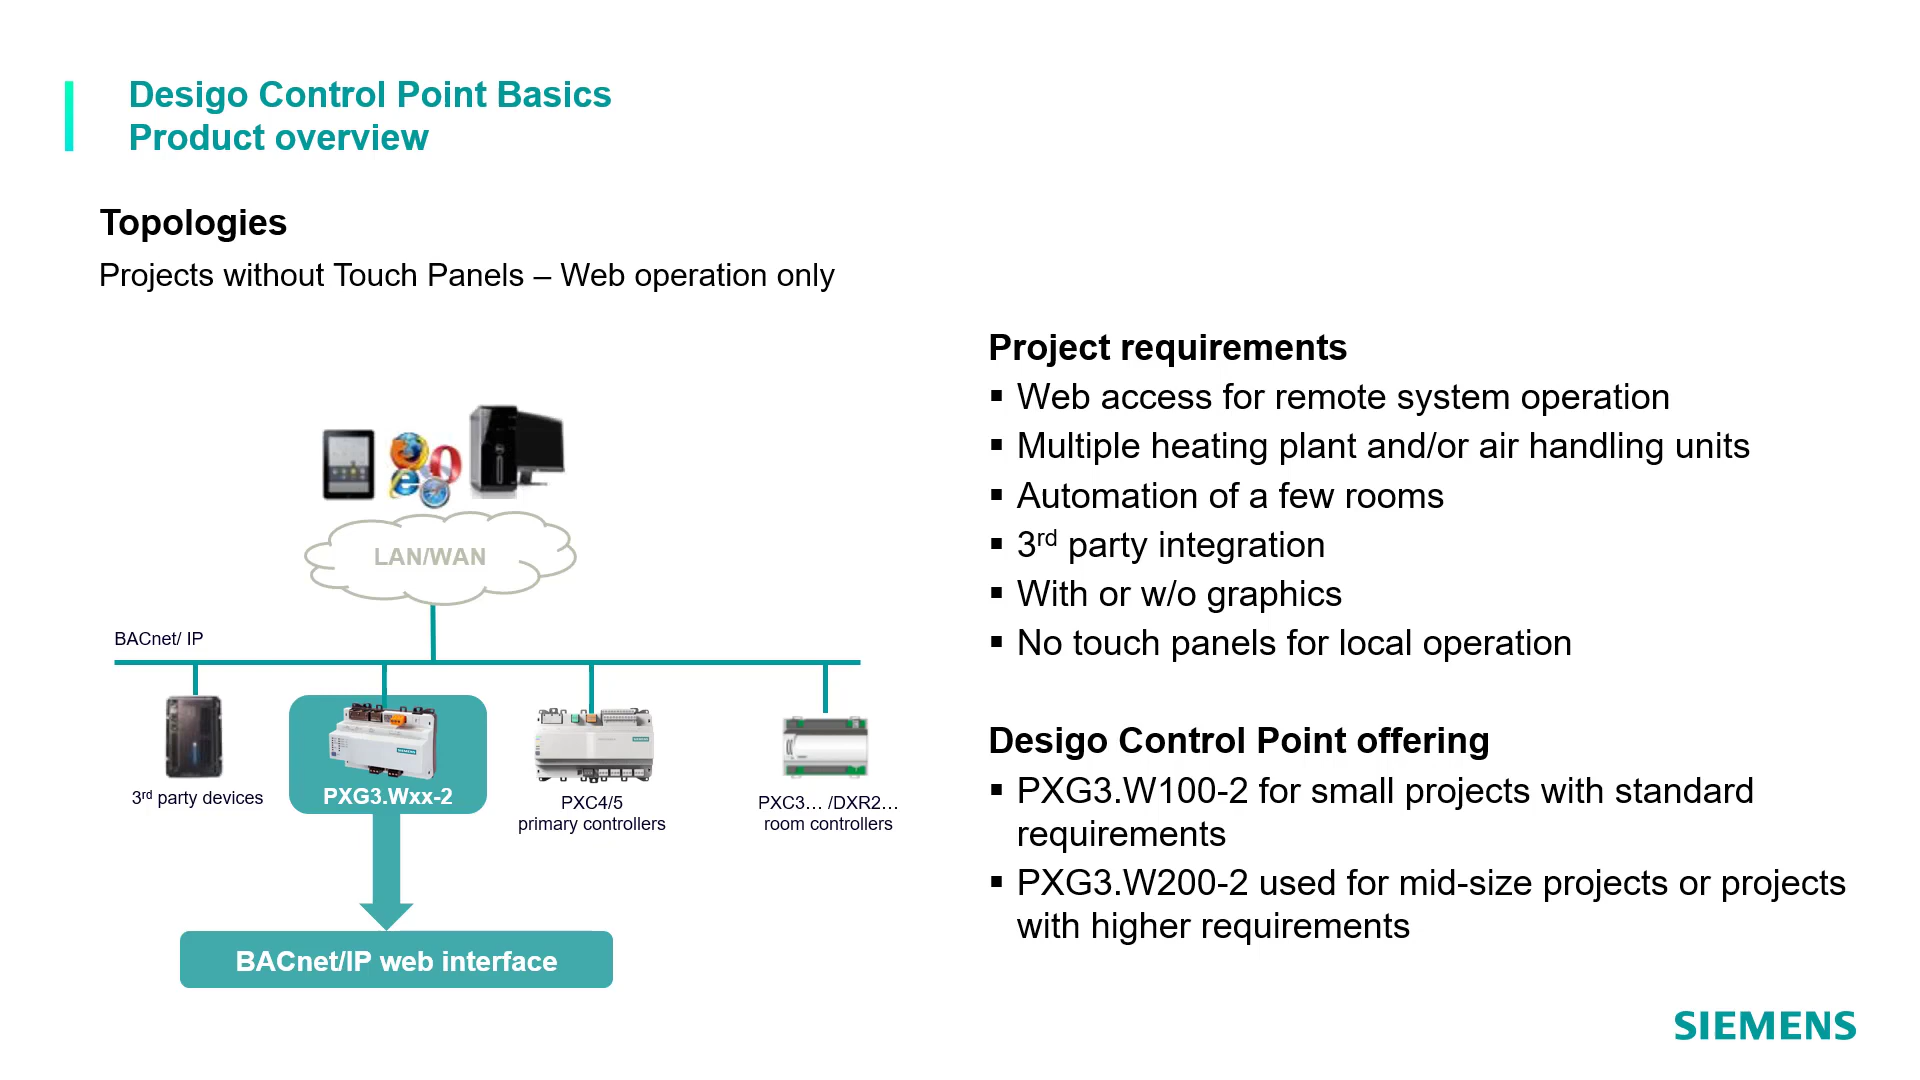 Desigo Control Point Basics
Product overview
Topologies
Projects without Touch Panels – Web operation only
LAN/WAN
BACnet/ IP
3rd party devices
PXG3.Wxx-2
PXC4/5
primary controllers
PXC3… /DXR2…
room controllers
BACnet/IP web interface
Project requirements
▪ Web access for remote system operation
▪ Multiple heating plant and/or air handling units
▪ Automation of a few rooms
▪ 3rd party integration
▪ With or w/o graphics
▪ No touch panels for local operation
Desigo Control Point offering
▪ PXG3.W100-2 for small projects with standard
requirements
▪ PXG3.W200-2 used for mid-size projects or projects
with higher requirements
SIEMENS